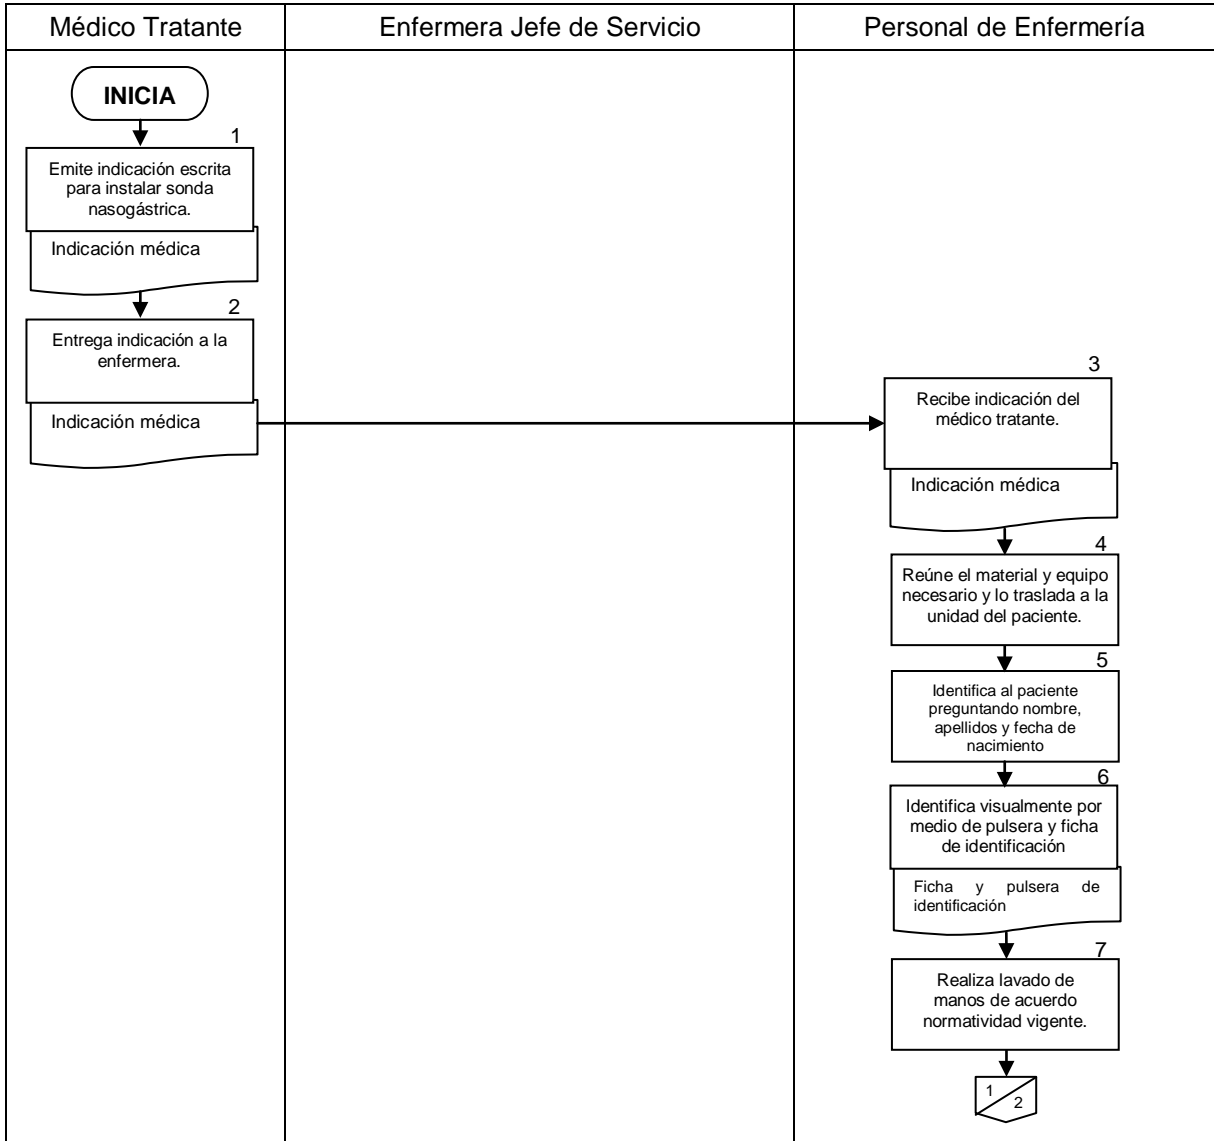 Médico Tratante
Enfermera Jefe de Servicio
Personal de Enfermería
INICIA
1
Emite indicación escrita
para instalar sonda
nasogástrica.
Indicación médica
2
Entrega indicación a la
enfermera.
Indicación médica
3
Recibe indicación del
médico tratante.
Indicación médica
4
Reúne el material y equipo
necesario y lo traslada a la
unidad del paciente.
5
Identifica al paciente
preguntando nombre,
apellidos y fecha de
nacimiento
6
Identifica visualmente por
medio de pulsera y ficha
de identificación
Ficha y pulsera de
identificación
7
Realiza lavado de
manos de acuerdo
normatividad vigente.
1
2